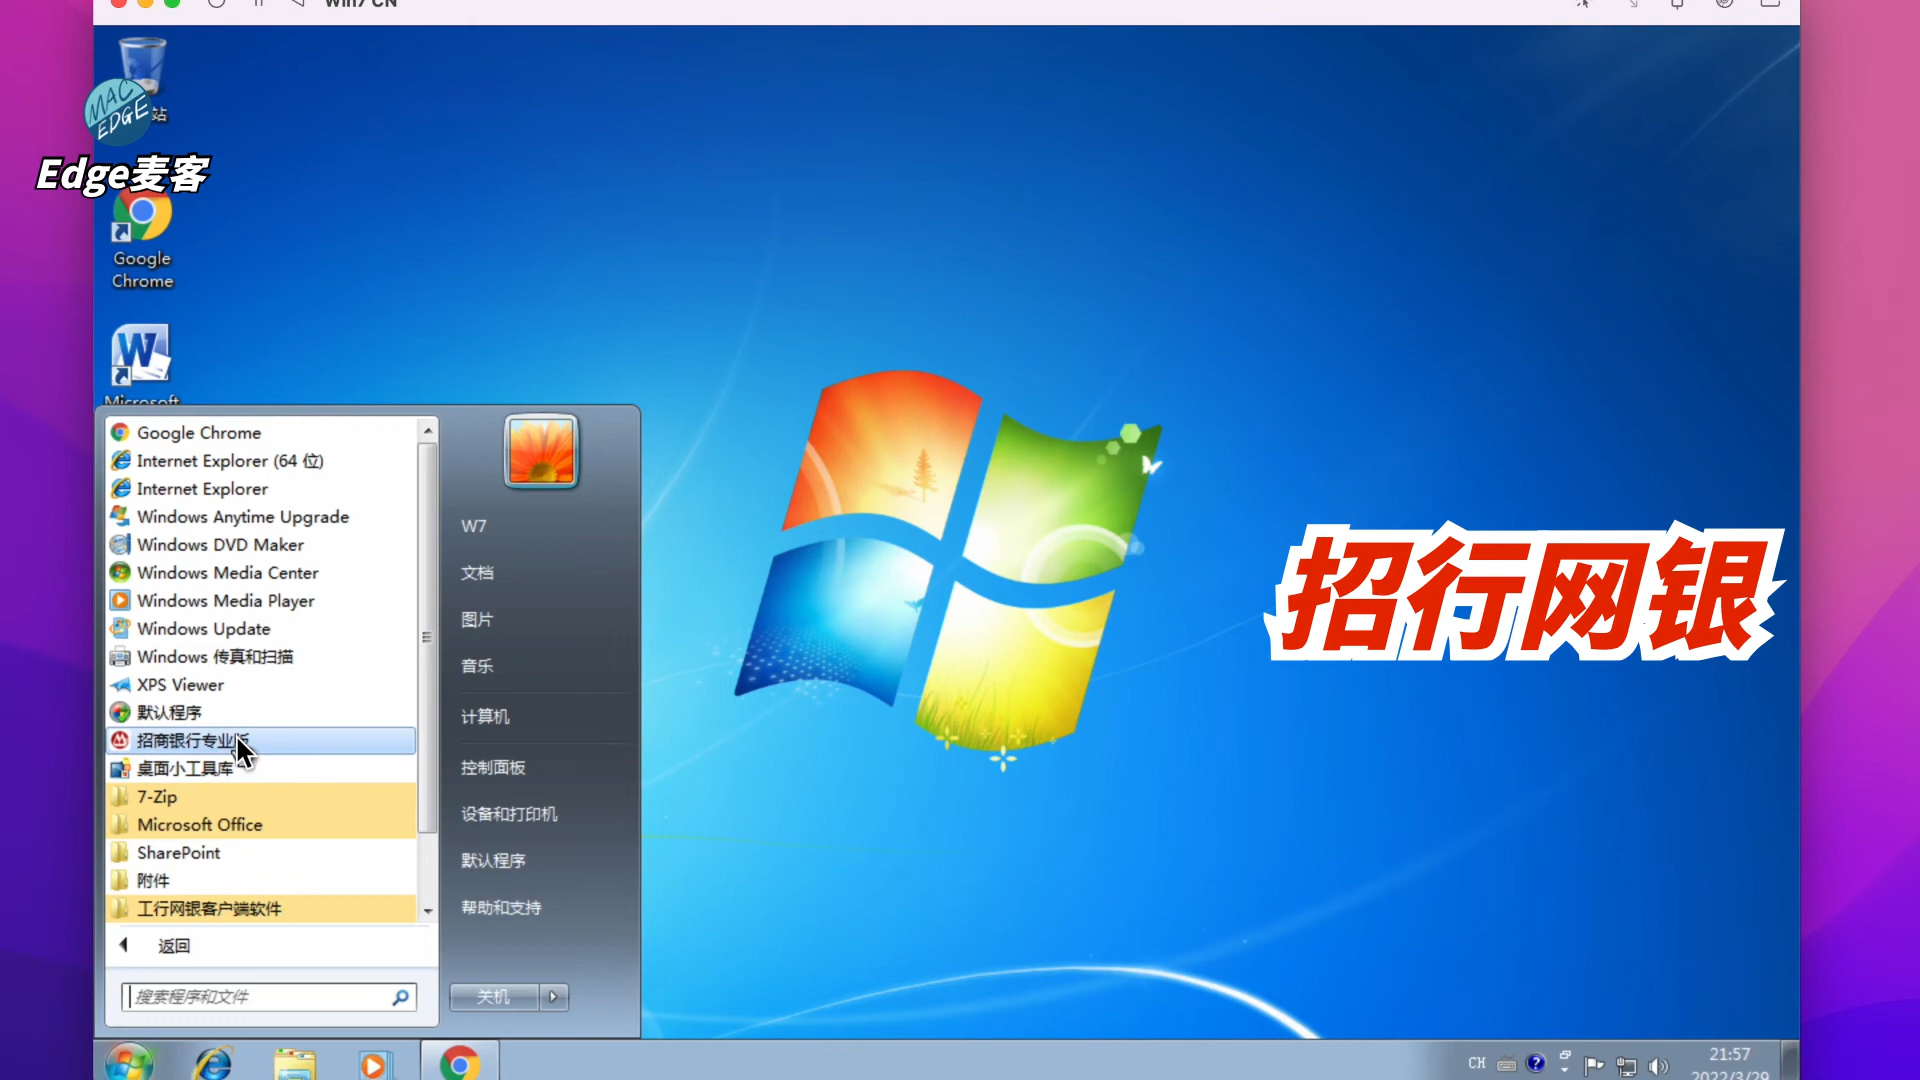 Win7 CN
MAC
EDGE
站
Edge麦客
Google
Chrome
Microsoft
Google Chrome
Internet Explorer (64 位)
Internet Explorer
Windows Anytime Upgrade
Windows DVD Maker
Windows Media Center
Windows Media Player
Windows Update
Windows 传真和扫描
XPS Viewer
默认程序
招商银行专业版
桌面小工具库
7-Zip
Microsoft Office
SharePoint
附件
工行网银客户端软件
返回
搜索程序和文件
W7
文档
图片
音乐
计算机
控制面板
设备和打印机
默认程序
帮助和支持
关机
招行网银
CH
21:57
2022/3/29